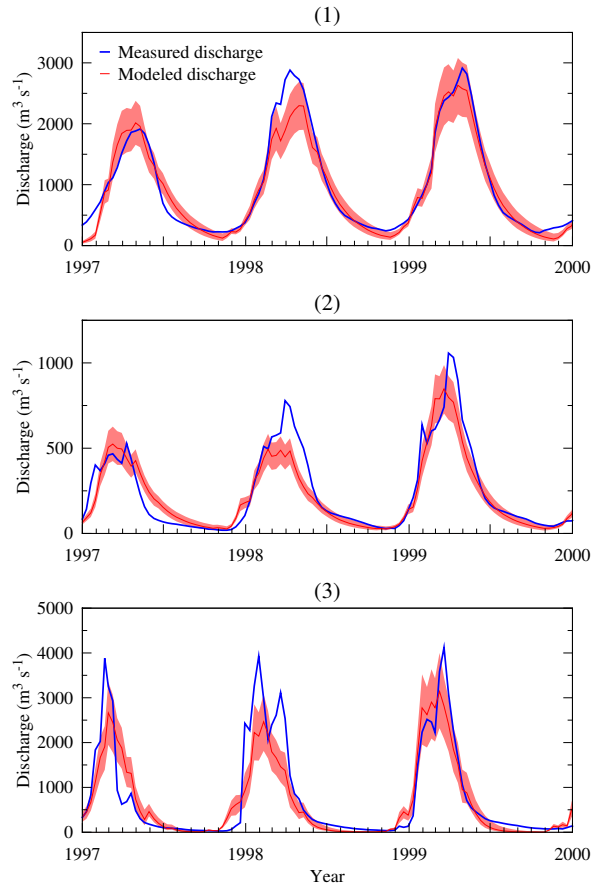 (1)
3000
2000
1000
0
Discharge (m³ s⁻¹)
Measured discharge
Modeled discharge
1997 1998 1999 2000
(2)
1000
500
0
Discharge (m³ s⁻¹)
1997 1998 1999 2000
(3)
5000
4000
3000
2000
1000
0
Discharge (m³ s⁻¹)
1997 1998 1999 2000
Year